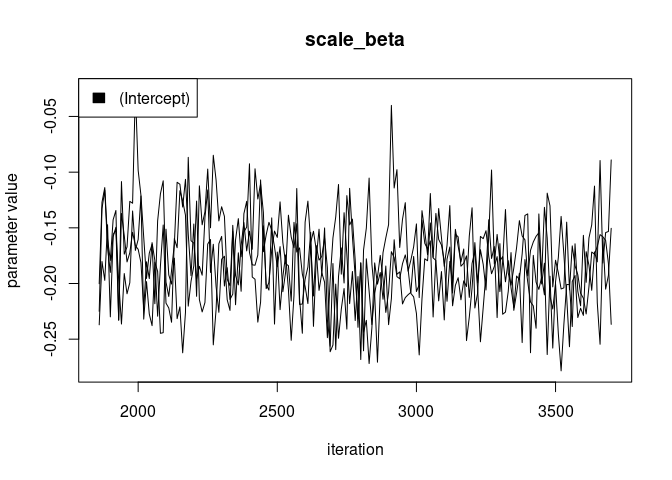 scale_beta
(Intercept)
-0.05
-0.10
-0.15
-0.20
-0.25
parameter value
2000 2500 3000 3500
iteration